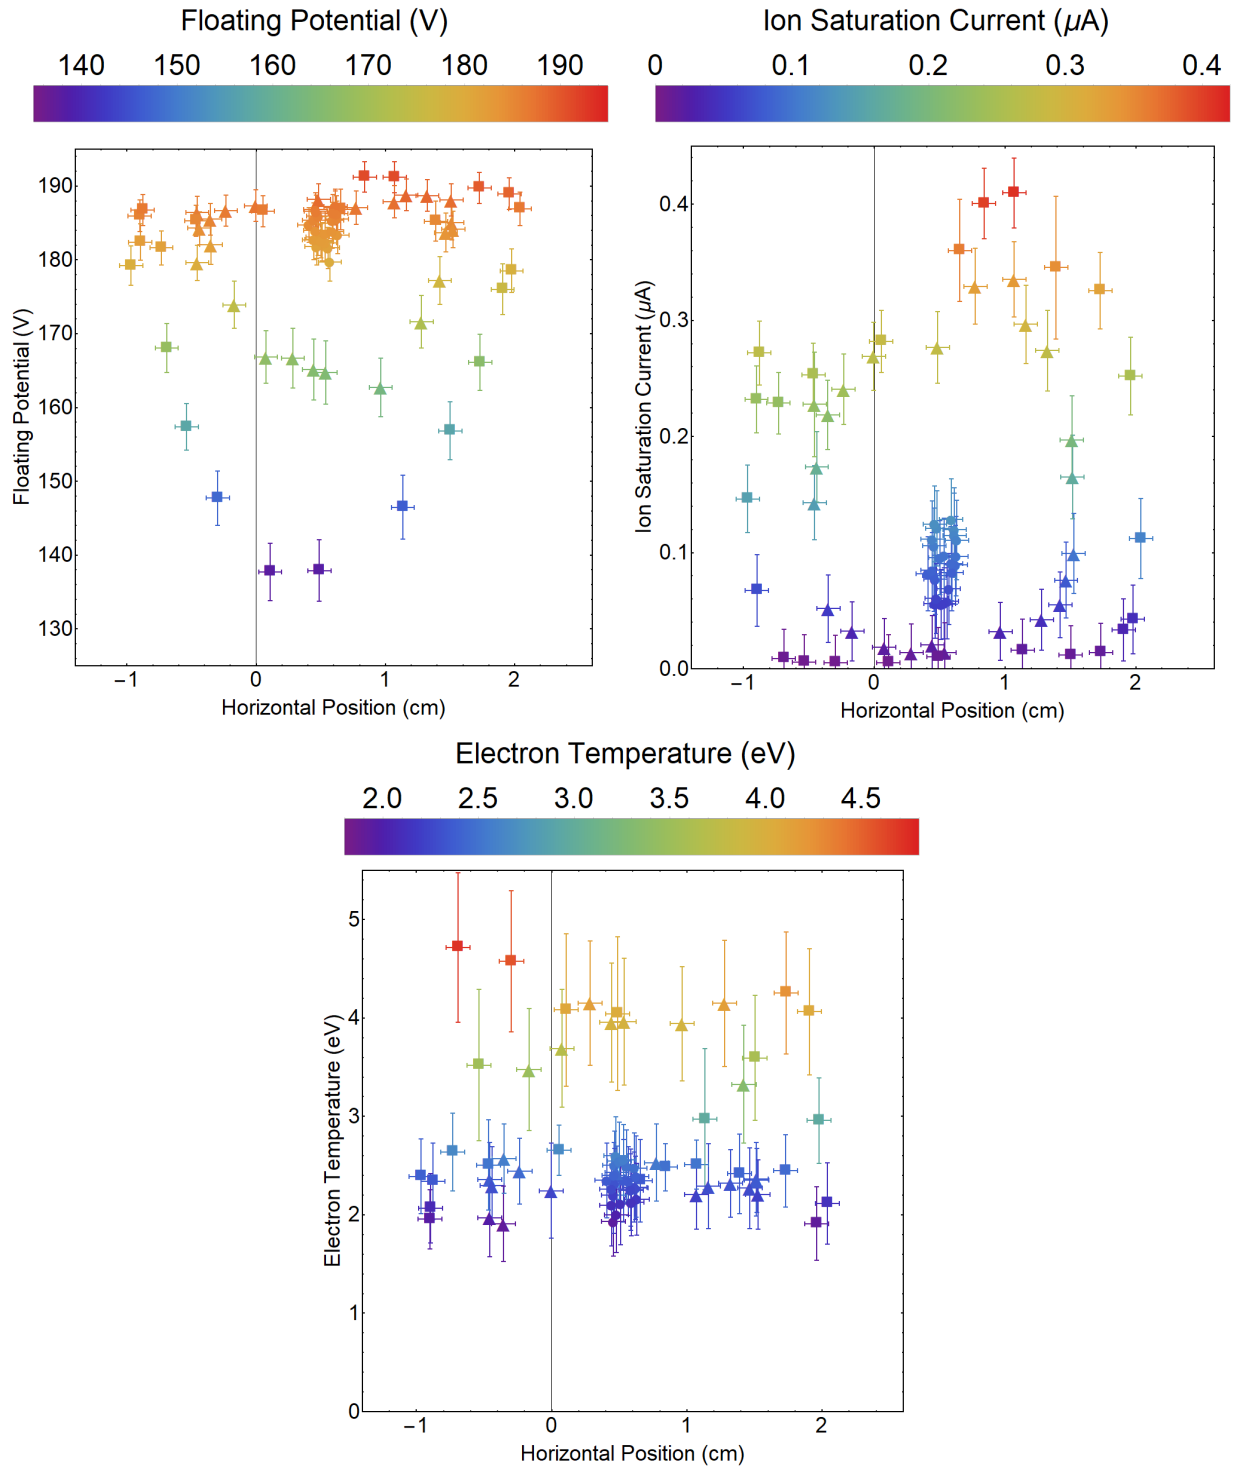 Floating Potential (V)
140 150 160 170 180 190
190
180
170
160
150
140
130
Floating Potential (V)
−1 0 1 2
Horizontal Position (cm)
Ion Saturation Current (μA)
0 0.1 0.2 0.3 0.4
0.4
0.3
0.2
0.1
0.0
Ion Saturation Current (μA)
−1 0 1 2
Horizontal Position (cm)
Electron Temperature (eV)
2.0 2.5 3.0 3.5 4.0 4.5
5
4
3
2
1
0
Electron Temperature (eV)
−1 0 1 2
Horizontal Position (cm)